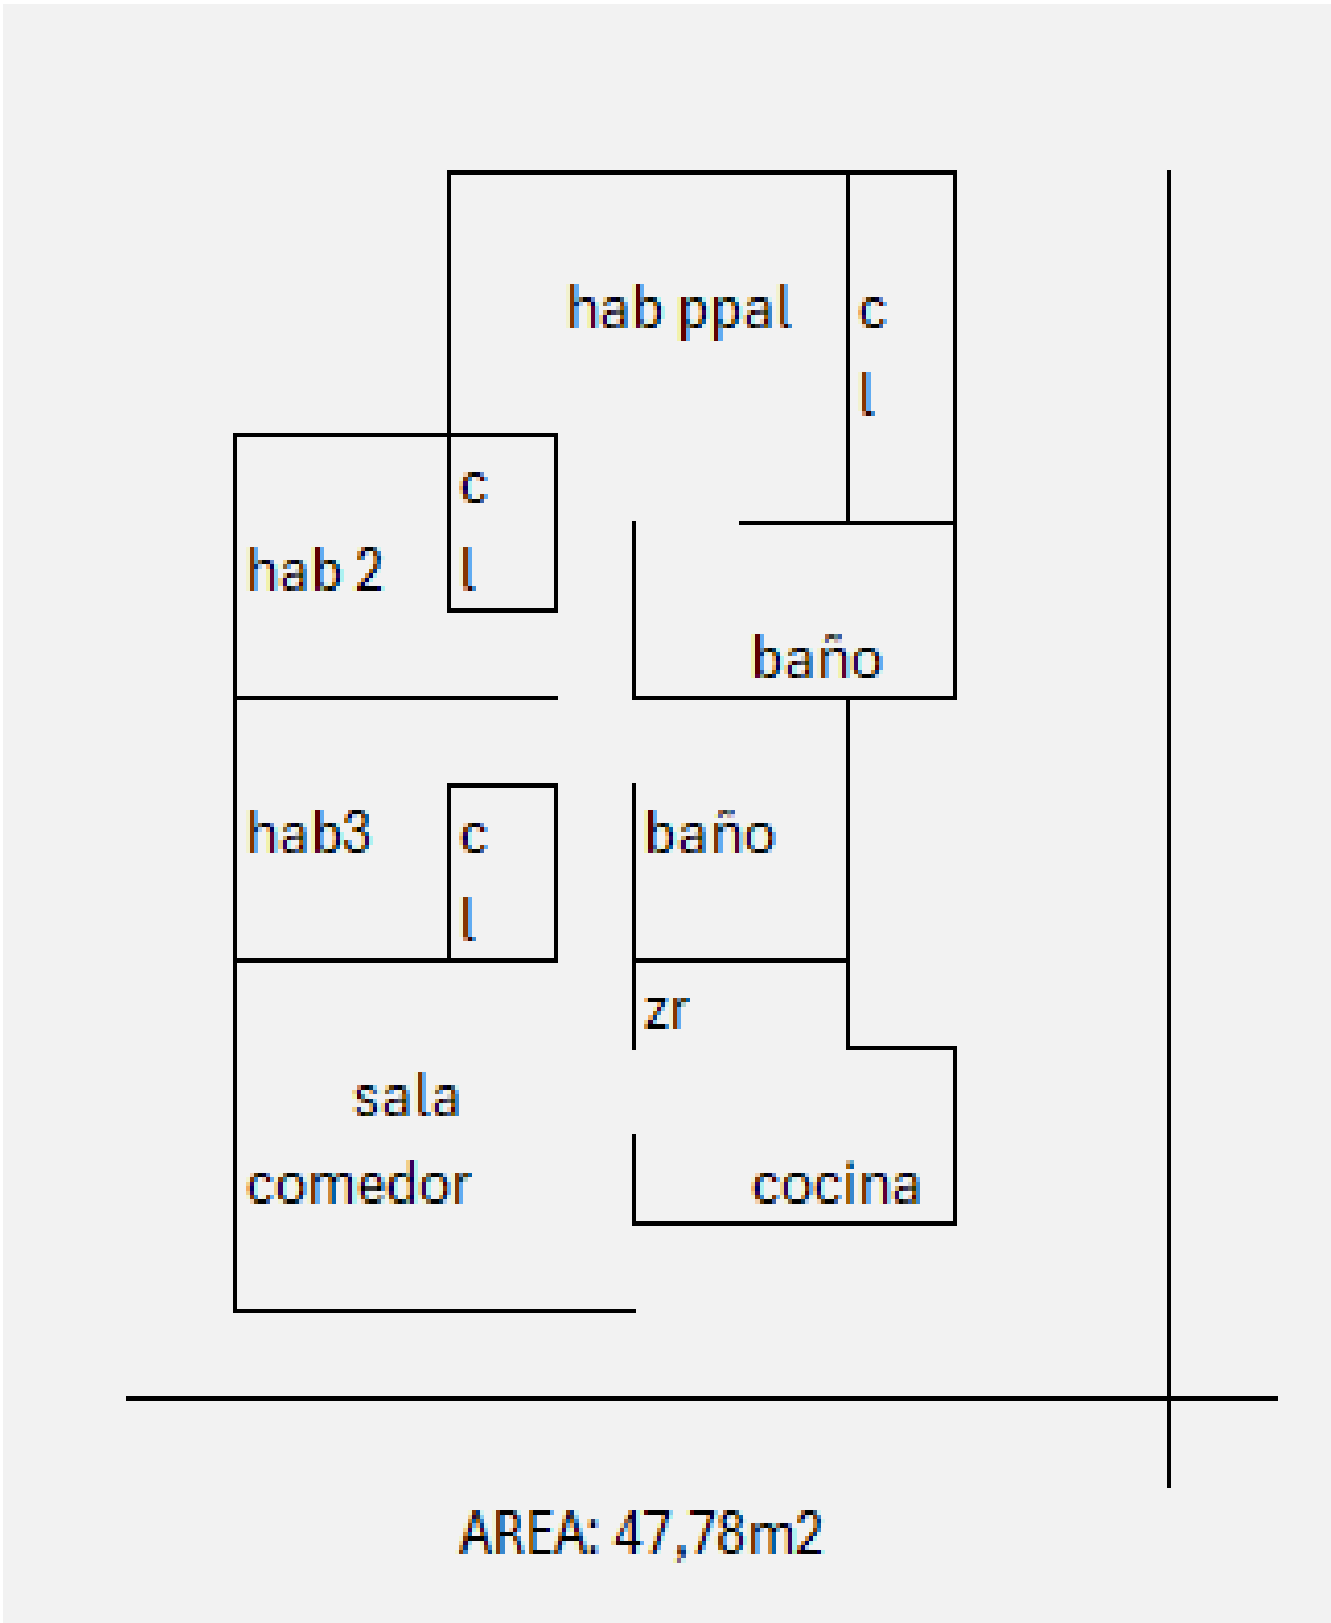 hab ppal
c
l
c
l
hab 2
baño
hab3
c
l
baño
zr
sala
comedor
cocina
AREA: 47,78m2